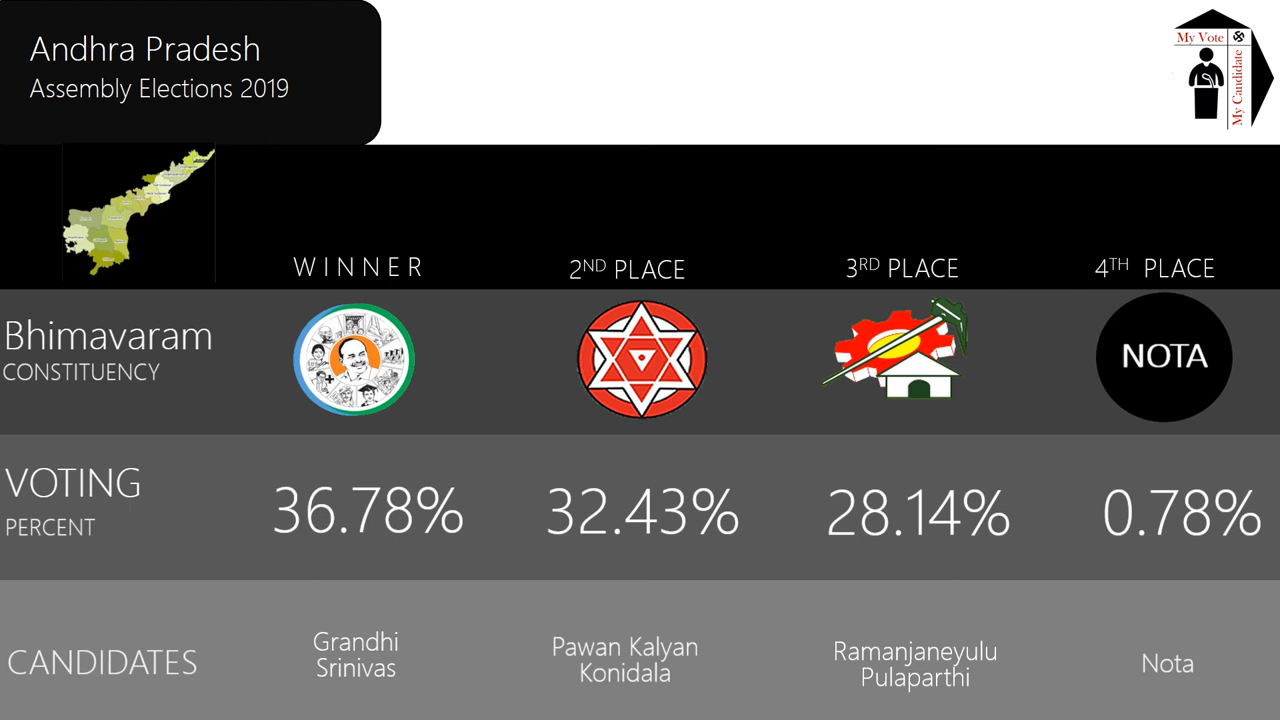 Andhra Pradesh
Assembly Elections 2019
My Vote
My Candidate
WINNER
2ND PLACE
3RD PLACE
4TH PLACE
Bhimavaram
CONSTITUENCY
NOTA
VOTING
PERCENT
36.78%
32.43%
28.14%
0.78%
CANDIDATES
Grandhi
Srinivas
Pawan Kalyan
Konidala
Ramanjaneyulu
Pulaparthi
Nota